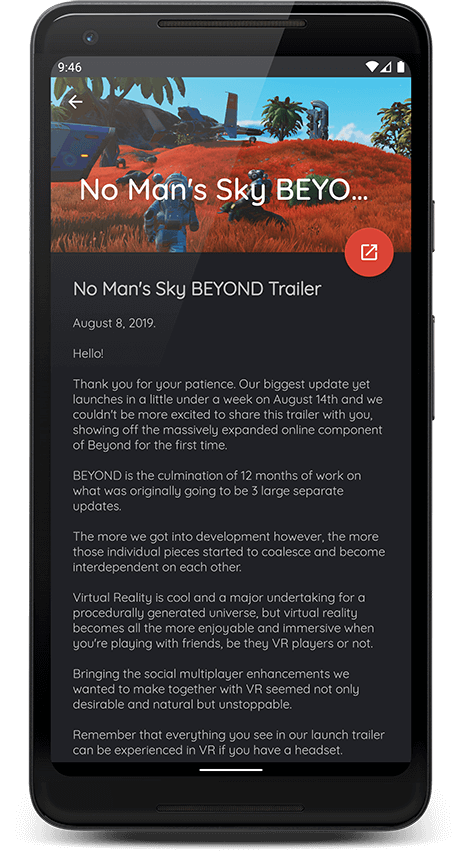 9:46
No Man's Sky BEYO...
No Man's Sky BEYOND Trailer
August 8, 2019.
Hello!
Thank you for your patience. Our biggest update yet
launches in a little under a week on August 14th and we
couldn't be more excited to share this trailer with you,
showing off the massively expanded online component
of Beyond for the first time.
BEYOND is the culmination of 12 months of work on
what was originally going to be 3 large separate
updates.
The more we got into development however, the more
those individual pieces started to coalesce and become
interdependent on each other.
Virtual Reality is cool and a major undertaking for a
procedurally generated universe, but virtual reality
becomes all the more enjoyable and immersive when
you're playing with friends, be they VR players or not.
Bringing the social multiplayer enhancements we
wanted to make together with VR seemed not only
desirable and natural but unstoppable.
Remember that everything you see in our launch trailer
can be experienced in VR if you have a headset.